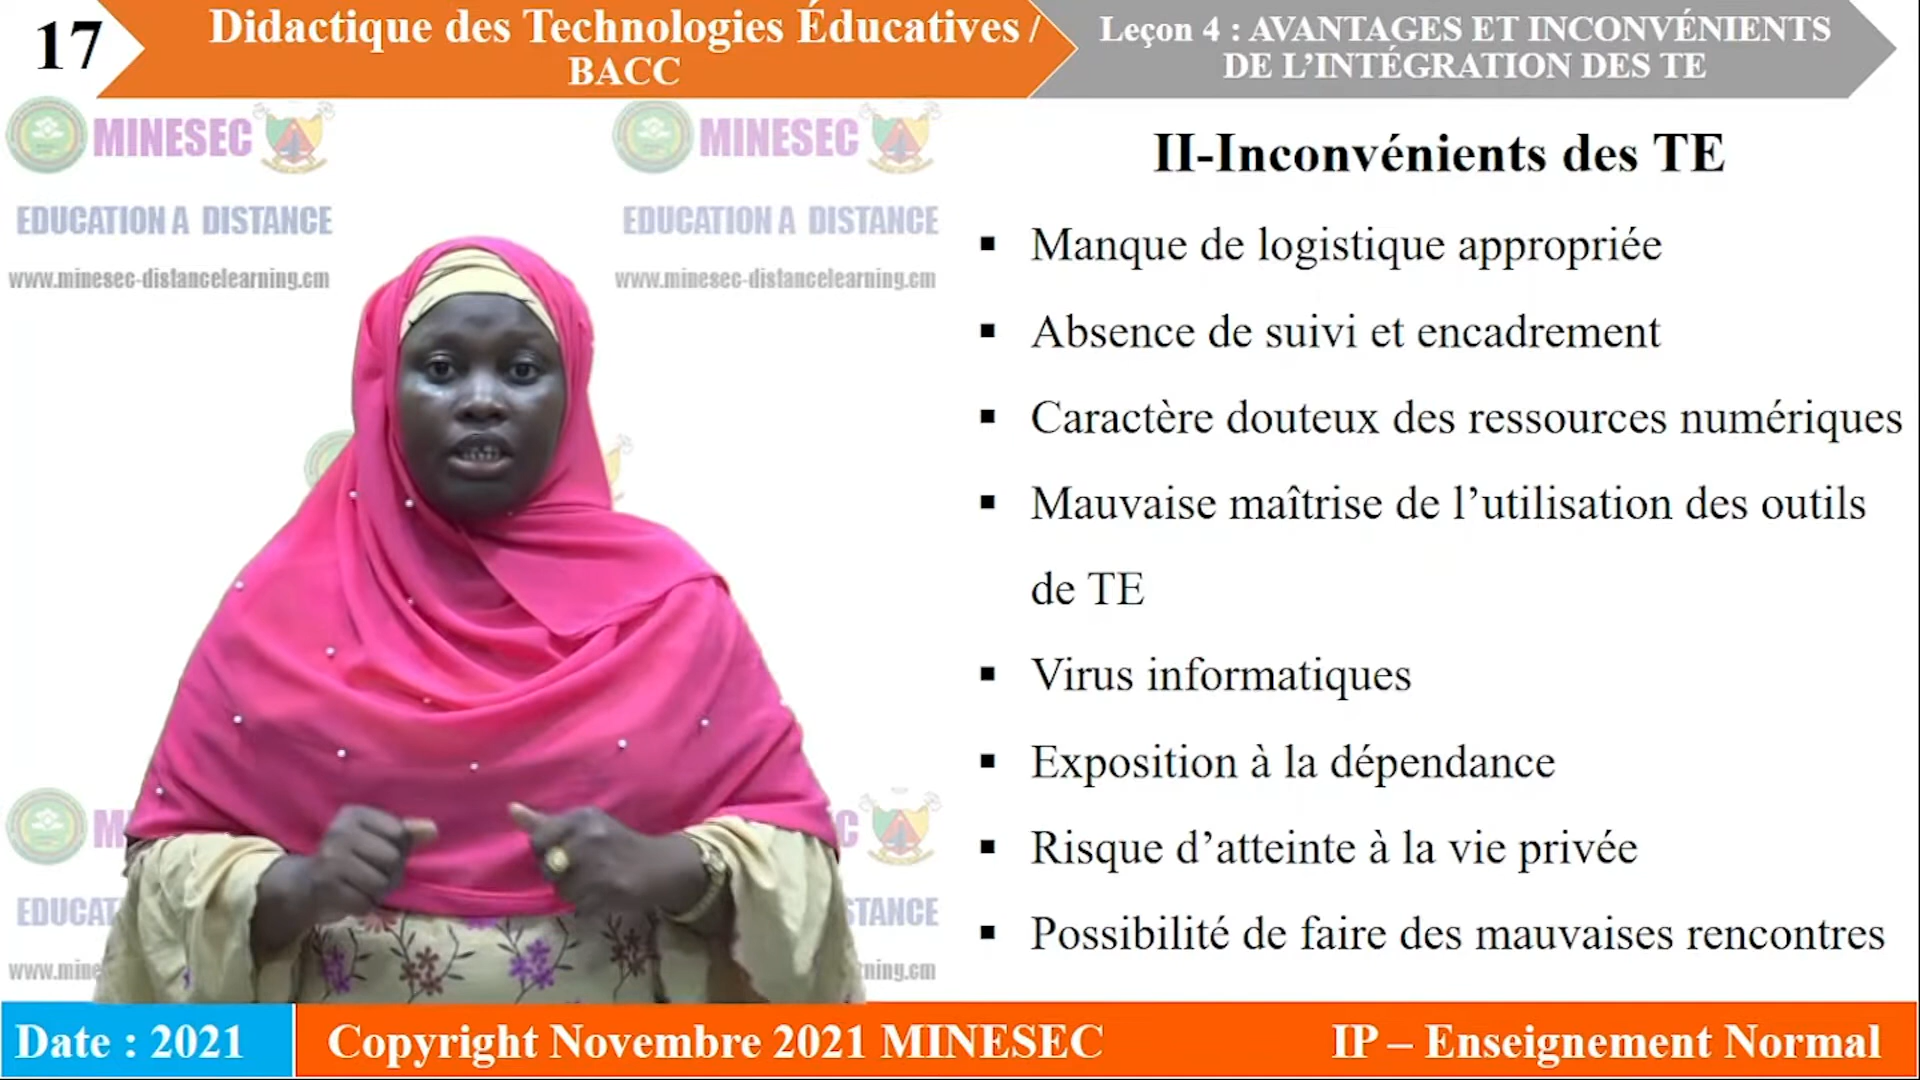 17
Didactique des Technologies Éducatives /
BACC
Leçon 4 : AVANTAGES ET INCONVÉNIENTS
DE L’INTÉGRATION DES TE
MINESEC
EDUCATION A DISTANCE
www.minesec-distancelearning.cm
MINESEC
EDUCATION A DISTANCE
www.minesec-distancelearning.cm
II-Inconvénients des TE
▪ Manque de logistique appropriée
▪ Absence de suivi et encadrement
▪ Caractère douteux des ressources numériques
▪ Mauvaise maîtrise de l’utilisation des outils
de TE
▪ Virus informatiques
▪ Exposition à la dépendance
▪ Risque d’atteinte à la vie privée
▪ Possibilité de faire des mauvaises rencontres
Date : 2021
Copyright Novembre 2021 MINESEC
IP – Enseignement Normal